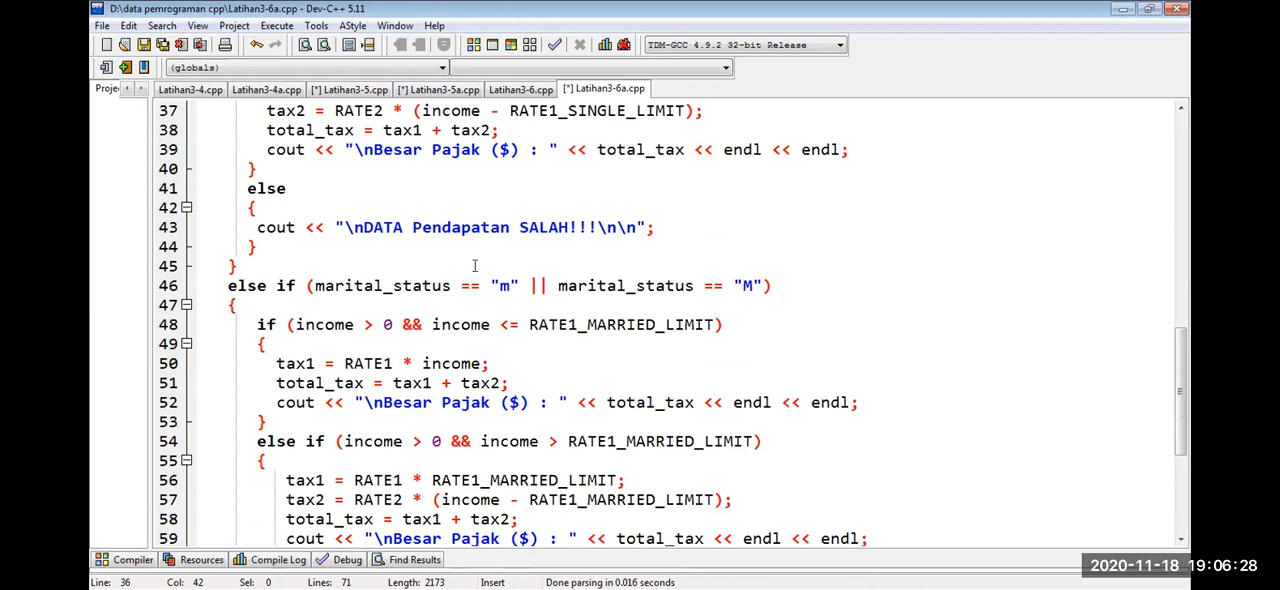 D:\data pemrograman cpp\Latihan3-6a.cpp - Dev-C++ 5.11
File Edit Search View Project Execute Tools AStyle Window Help
TDM-GCC 4.9.2 32-bit Release
(globals)
Proje Latihan3-4.cpp Latihan3-4a.cpp [*] Latihan3-5.cpp [*] Latihan3-5a.cpp Latihan3-6.cpp [*] Latihan3-6a.cpp
37 tax2 = RATE2 * (income - RATE1_SINGLE_LIMIT);
38 total_tax = tax1 + tax2;
39 cout << "\nBesar Pajak ($) : " << total_tax << endl << endl;
40 }
41 else
42 {
43 cout << "\nDATA Pendapatan SALAH!!!\n\n";
44 }
45 }
46 else if (marital_status == "m" || marital_status == "M")
47 {
48 if (income > 0 && income <= RATE1_MARRIED_LIMIT)
49 {
50 tax1 = RATE1 * income;
51 total_tax = tax1 + tax2;
52 cout << "\nBesar Pajak ($) : " << total_tax << endl << endl;
53 }
54 else if (income > 0 && income > RATE1_MARRIED_LIMIT)
55 {
56 tax1 = RATE1 * RATE1_MARRIED_LIMIT;
57 tax2 = RATE2 * (income - RATE1_MARRIED_LIMIT);
58 total_tax = tax1 + tax2;
59 cout << "\nBesar Pajak ($) : " << total_tax << endl << endl;
Compiler Resources Compile Log Debug Find Results
Line: 36 Col: 42 Sel: 0 Lines: 71 Length: 2173 Insert Done parsing in 0.016 seconds
2020-11-18 19:06:28